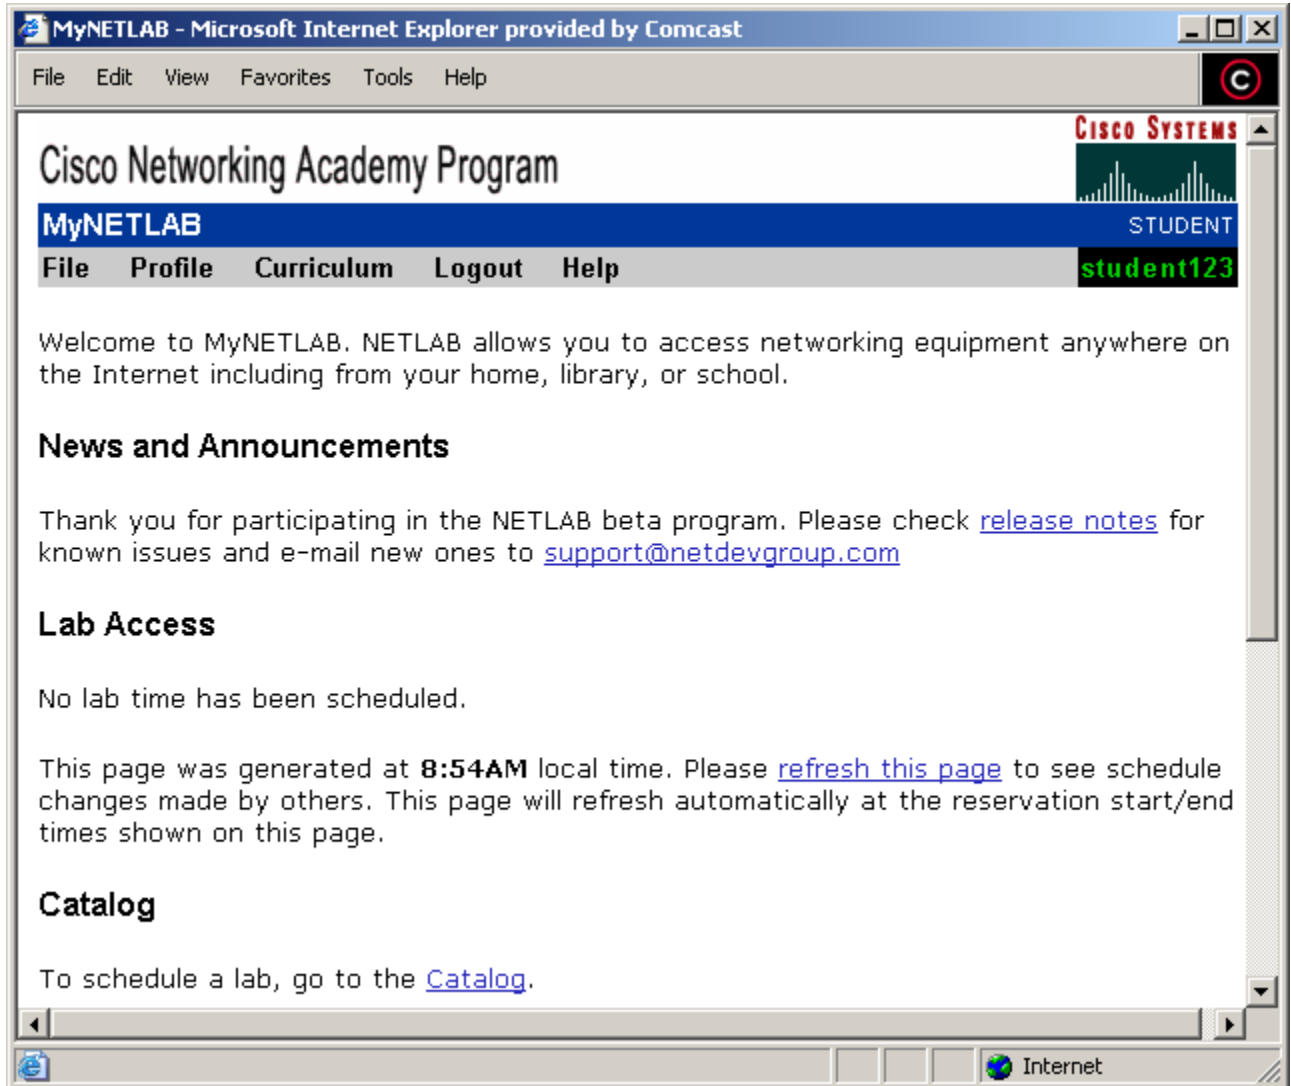 MyNETLAB - Microsoft Internet Explorer provided by Comcast
File Edit View Favorites Tools Help
C
CISCO SYSTEMS
Cisco Networking Academy Program
MyNETLAB STUDENT
File Profile Curriculum Logout Help student123
Welcome to MyNETLAB. NETLAB allows you to access networking equipment anywhere on
the Internet including from your home, library, or school.
News and Announcements
Thank you for participating in the NETLAB beta program. Please check release notes for
known issues and e-mail new ones to support@netdevgroup.com
Lab Access
No lab time has been scheduled.
This page was generated at 8:54AM local time. Please refresh this page to see schedule
changes made by others. This page will refresh automatically at the reservation start/end
times shown on this page.
Catalog
To schedule a lab, go to the Catalog.
Internet